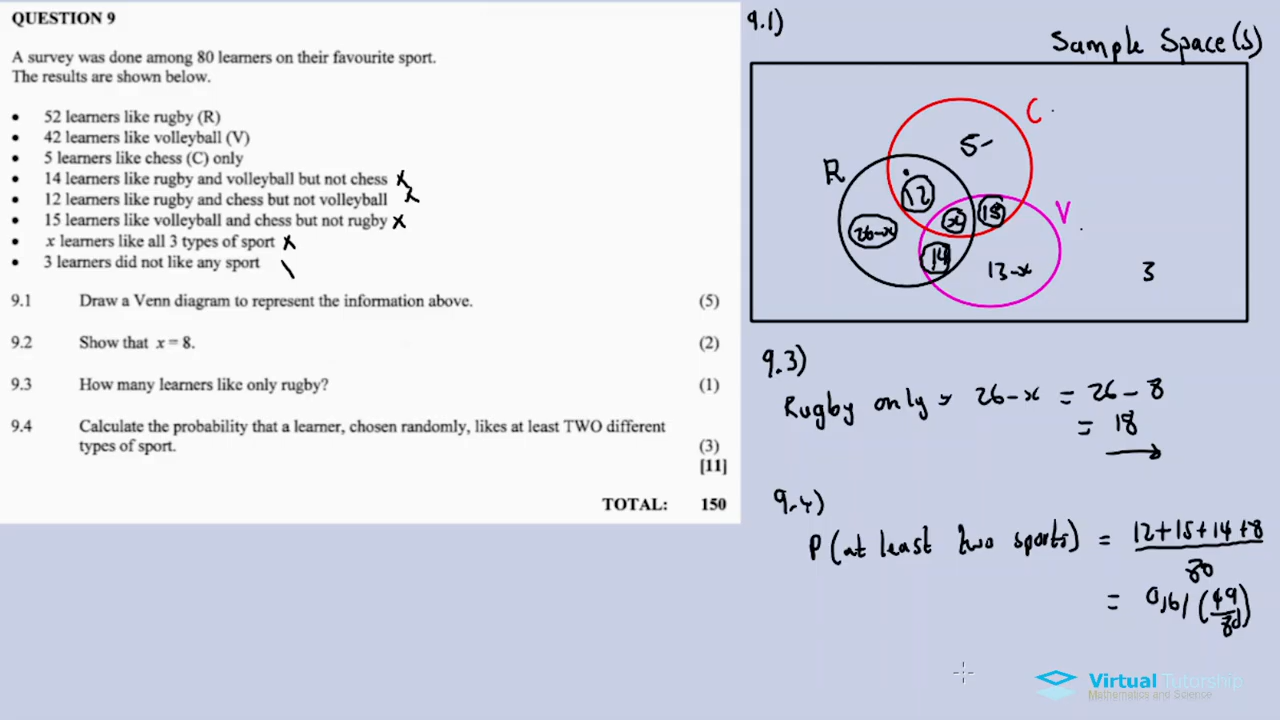 QUESTION 9
A survey was done among 80 learners on their favourite sport.
The results are shown below.
• 52 learners like rugby (R)
• 42 learners like volleyball (V)
• 5 learners like chess (C) only
• 14 learners like rugby and volleyball but not chess x
• 12 learners like rugby and chess but not volleyball x
• 15 learners like volleyball and chess but not rugby x
• x learners like all 3 types of sport x
• 3 learners did not like any sport \
9.1 Draw a Venn diagram to represent the information above. (5)
9.2 Show that x = 8. (2)
9.3 How many learners like only rugby? (1)
9.4 Calculate the probability that a learner, chosen randomly, likes at least TWO different
types of sport. (3)
[11]
TOTAL: 150
9.1)
Sample Space(s)
C
5
R
12
V
x
15
26-x
14
13-x
3
9.3)
Rugby only = 26-x = 26-8
= 18
9.4)
P(at least two sports) = 12+15+14+8
80
= 0,61 (49
80)
Virtual Tutorship
Mathematics and Science